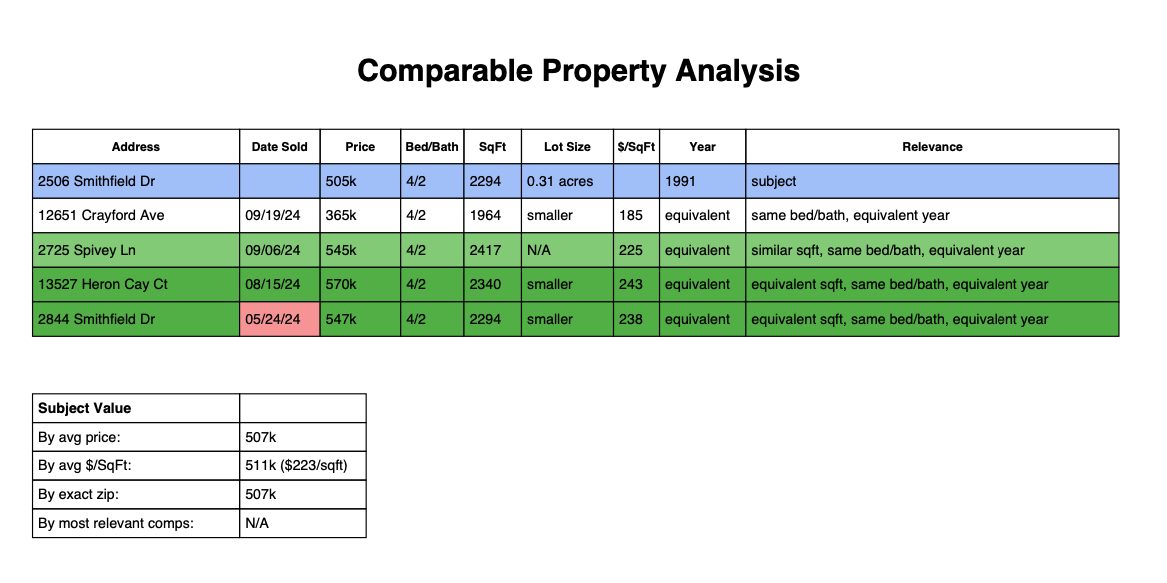 Comparable Property Analysis
Address Date Sold Price Bed/Bath SqFt Lot Size $/SqFt Year Relevance
2506 Smithfield Dr 505k 4/2 2294 0.31 acres 1991 subject
12651 Crayford Ave 09/19/24 365k 4/2 1964 smaller 185 equivalent same bed/bath, equivalent year
2725 Spivey Ln 09/06/24 545k 4/2 2417 N/A 225 equivalent similar sqft, same bed/bath, equivalent year
13527 Heron Cay Ct 08/15/24 570k 4/2 2340 smaller 243 equivalent equivalent sqft, same bed/bath, equivalent year
2844 Smithfield Dr 05/24/24 547k 4/2 2294 smaller 238 equivalent equivalent sqft, same bed/bath, equivalent year
Subject Value
By avg price: 507k
By avg $/SqFt: 511k ($223/sqft)
By exact zip: 507k
By most relevant comps: N/A